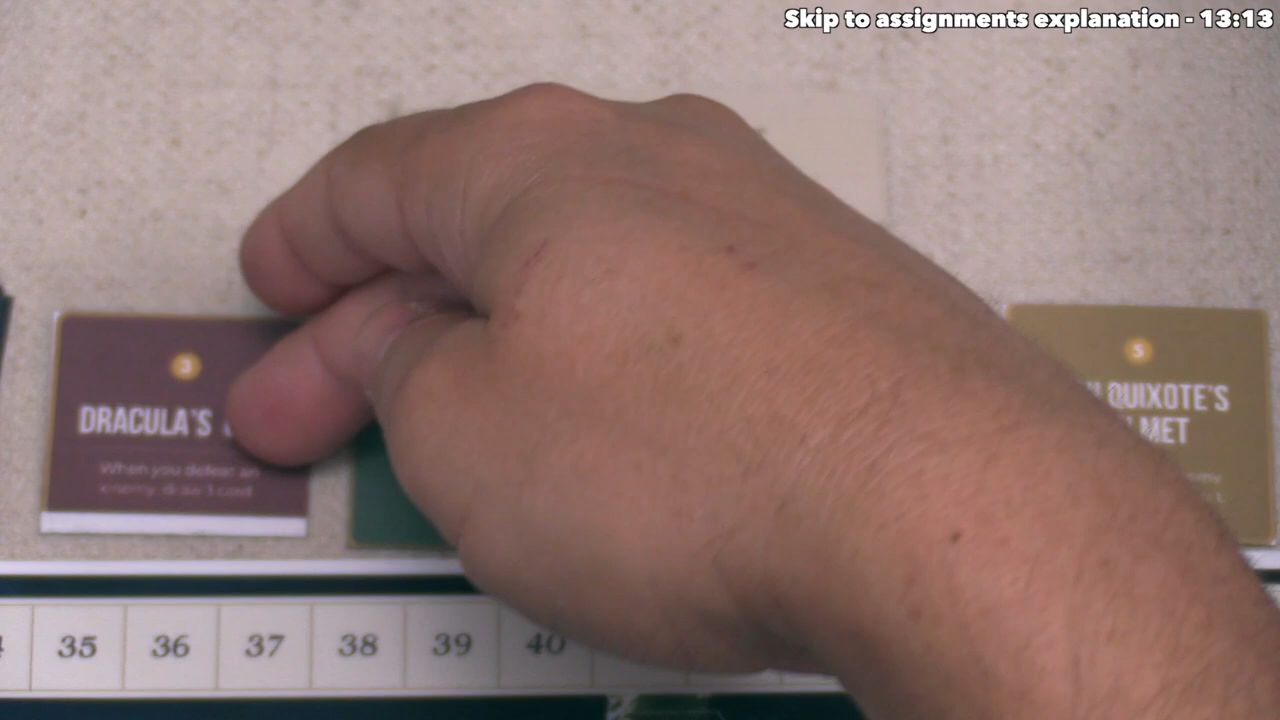 Skip to assignments explanation - 13:13
3
DRACULA'S
When you defeat an
enemy, draw 1 card
5
QUIXOTE'S
35 36 37 38 39 40